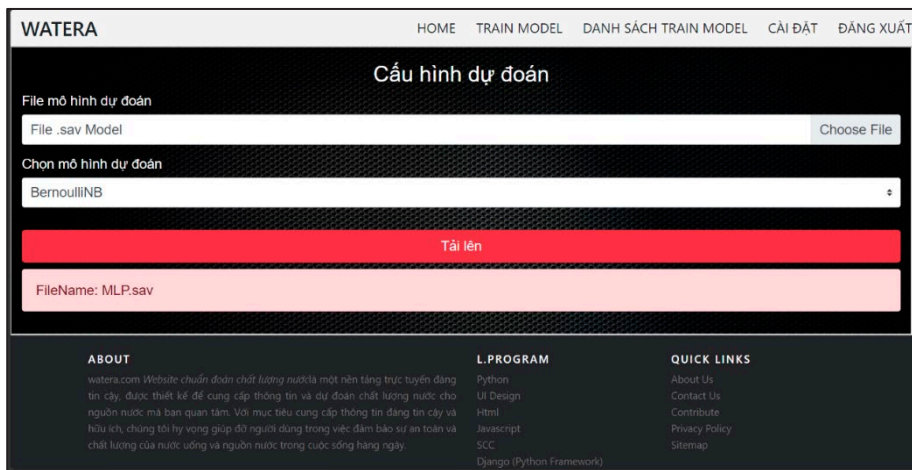 WATERA
HOME TRAIN MODEL DANH SÁCH TRAIN MODEL CÀI ĐẶT ĐĂNG XUẤT
Cấu hình dự đoán
File mô hình dự đoán
File .sav Model Choose File
Chọn mô hình dự đoán
BernoulliNB
Tải lên
FileName: MLP.sav
ABOUT
watera.com Website chuẩn đoán chất lượng nước là một nền tảng trực tuyến đáng
tin cậy, được thiết kế để cung cấp thông tin và dự đoán chất lượng nước cho
nguồn nước mà bạn quan tâm. Với mục tiêu cung cấp thông tin đáng tin cậy và
hữu ích, chúng tôi hy vọng giúp đỡ người dùng trong việc đảm bảo sự an toàn và
chất lượng của nước uống và nguồn nước trong cuộc sống hàng ngày.
L.PROGRAM
Python
UI Design
Html
Javascript
SCC
Django (Python Framework)
QUICK LINKS
About Us
Contact Us
Contribute
Privacy Policy
Sitemap